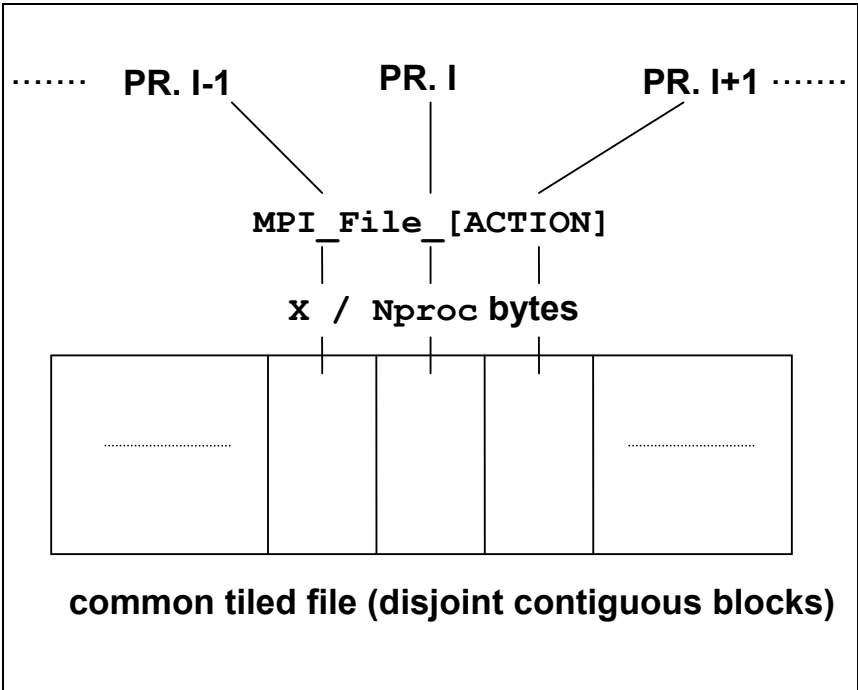 ....... PR. I-1 PR. I PR. I+1 .......
MPI_File_[ACTION]
X / Nproc bytes
common tiled file (disjoint contiguous blocks)